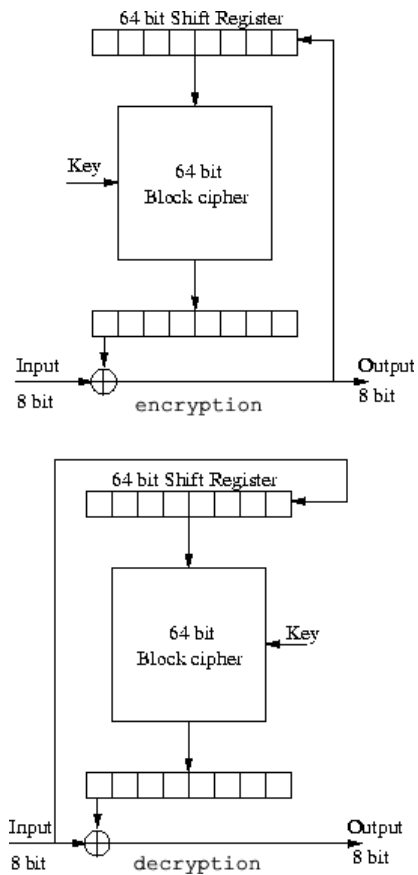 64 bit Shift Register
Key
64 bit
Block cipher
Input
Output
8 bit
encryption
8 bit
64 bit Shift Register
64 bit
Block cipher
Key
Input
Output
8 bit
decryption
8 bit